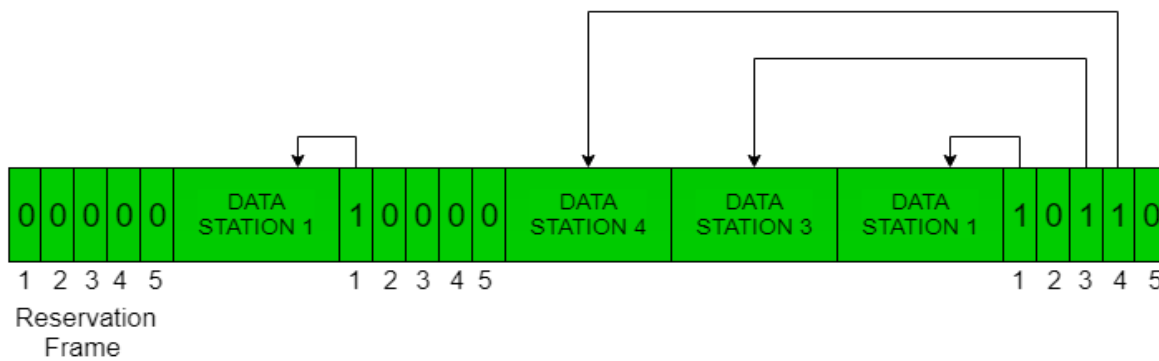 0 0 0 0 0 DATA STATION 1 1 0 0 0 0 DATA STATION 4 DATA STATION 3 DATA STATION 1 1 0 1 1 0
1 2 3 4 5 1 2 3 4 5 1 2 3 4 5
Reservation
Frame